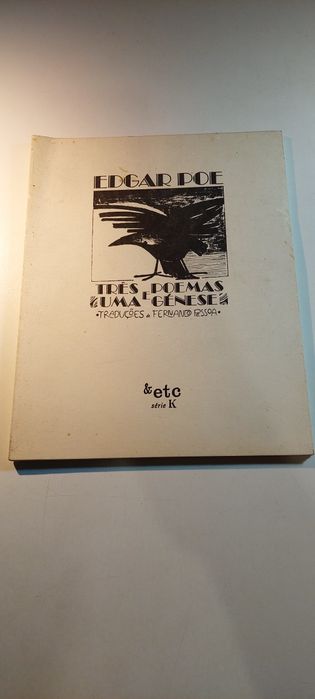 EDGAR POE
TRÊS POEMAS
E UMA GÉNESE
•TRADUÇÕES de FERNANDO PESSOA•
& etc
série K